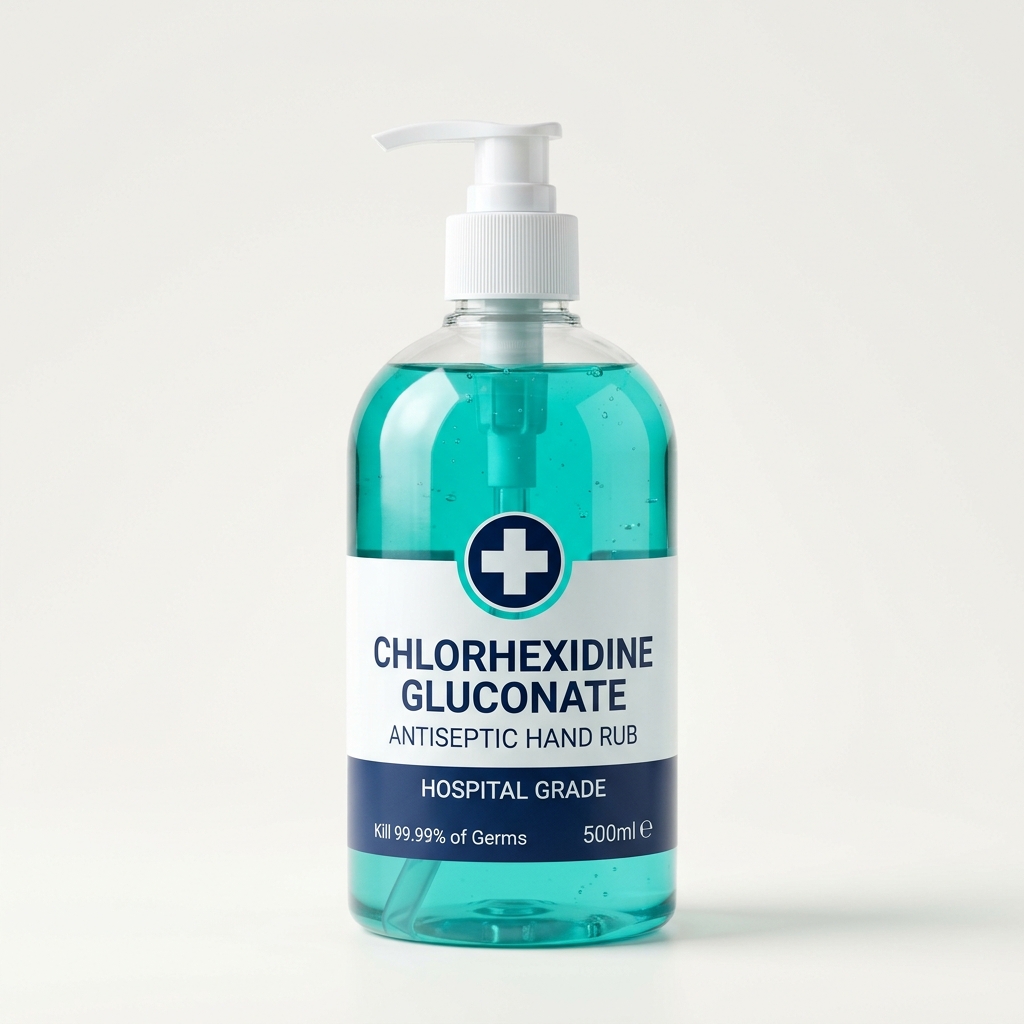 CHLORHEXIDINE
GLUCONATE
ANTISEPTIC HAND RUB
HOSPITAL GRADE
Kill 99.99% of Germs
500ml ℮